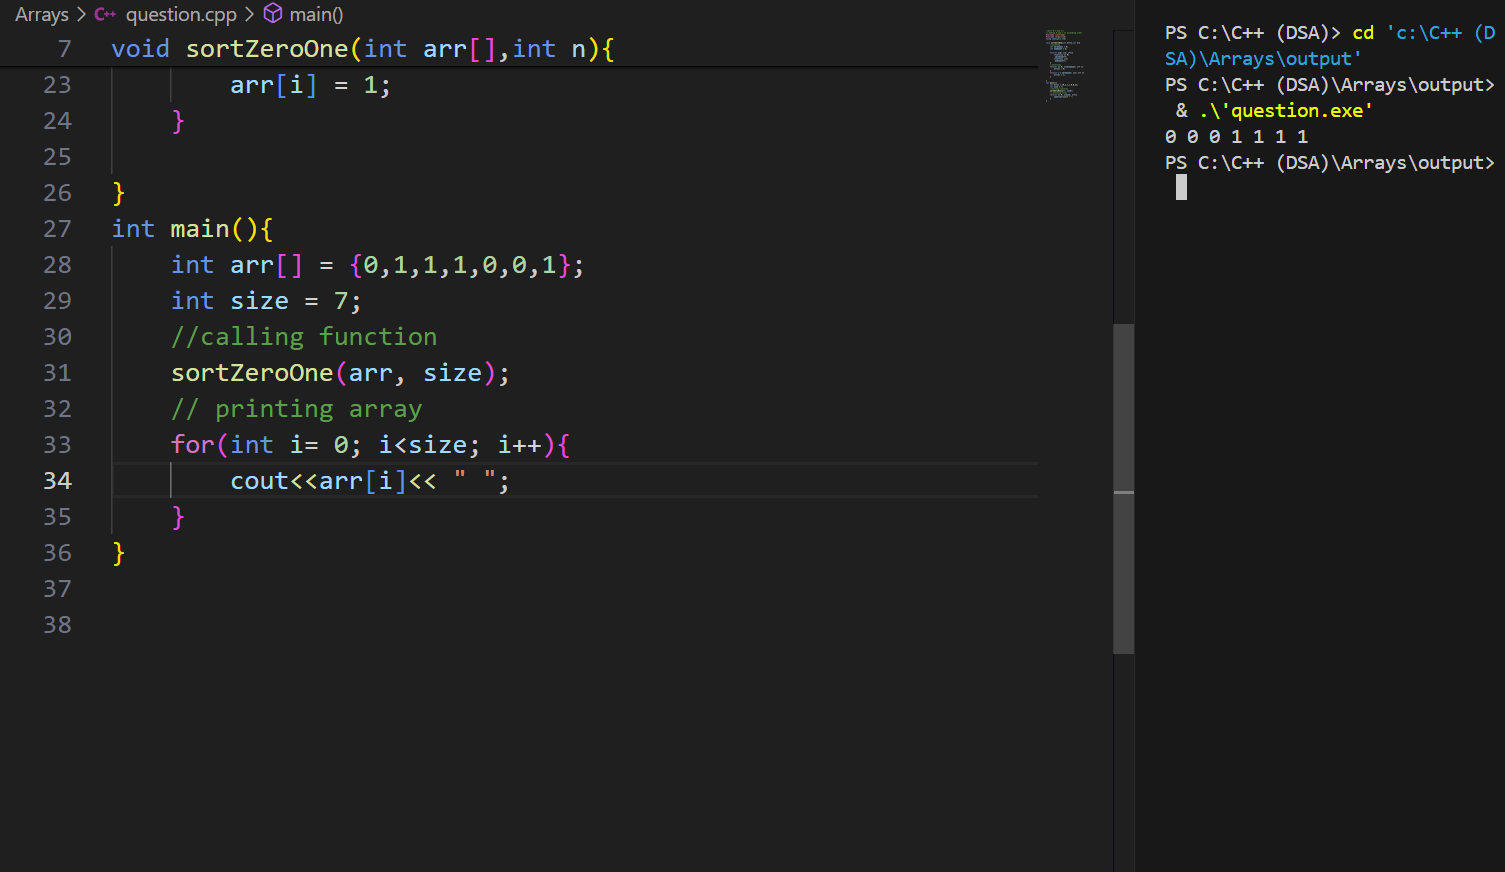 Arrays > C++ question.cpp > main()
7 void sortZeroOne(int arr[],int n){
23         arr[i] = 1;
24     }
25
26 }
27 int main(){
28     int arr[] = {0,1,1,1,0,0,1};
29     int size = 7;
30     //calling function
31     sortZeroOne(arr, size);
32     // printing array
33     for(int i= 0; i<size; i++){
34         cout<<arr[i]<< " ";
35     }
36 }
37
38
PS C:\C++ (DSA)> cd 'c:\C++ (D
SA)\Arrays\output'
PS C:\C++ (DSA)\Arrays\output>
 & .\'question.exe'
0 0 0 1 1 1 1
PS C:\C++ (DSA)\Arrays\output>